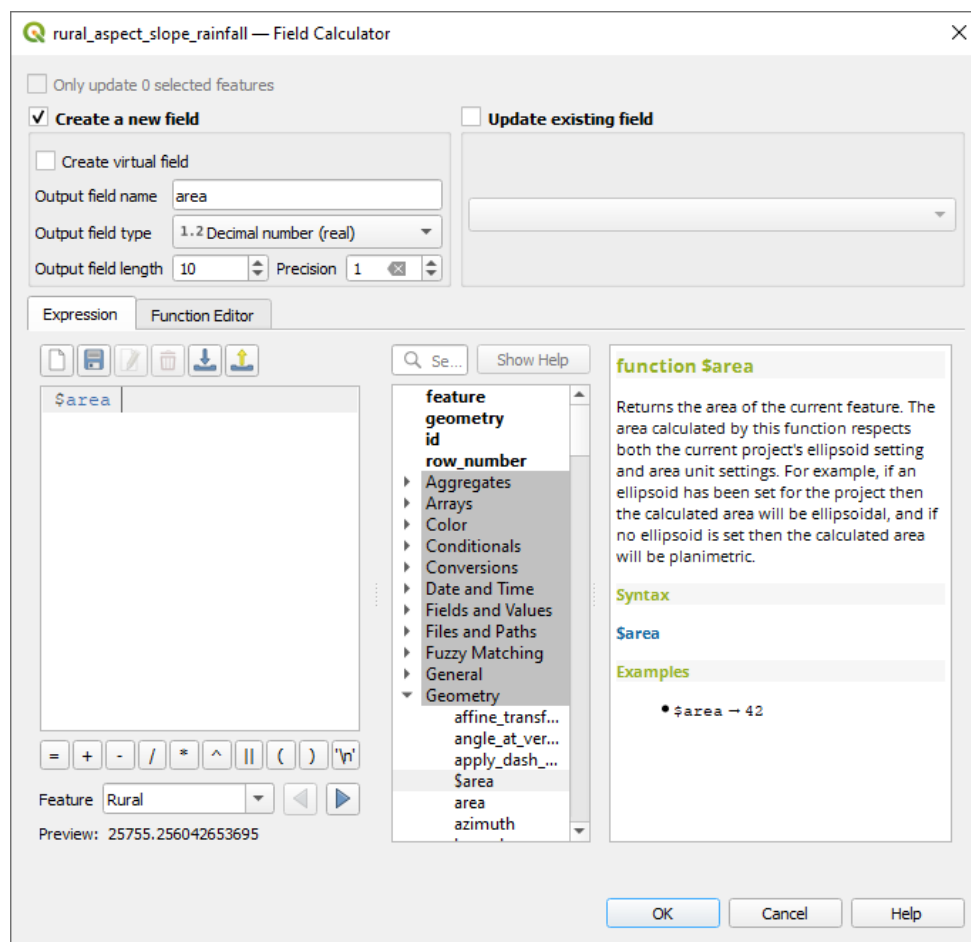 rural_aspect_slope_rainfall — Field Calculator
Only update 0 selected features
Create a new field
Update existing field
Create virtual field
Output field name area
Output field type 1.2 Decimal number (real)
Output field length 10 Precision 1
Expression Function Editor
Se... Show Help
$area
feature
geometry
id
row_number
Aggregates
Arrays
Color
Conditionals
Conversions
Date and Time
Fields and Values
Files and Paths
Fuzzy Matching
General
Geometry
affine_transf...
angle_at_ver...
apply_dash_...
$area
area
azimuth
function $area
Returns the area of the current feature. The
area calculated by this function respects
both the current project's ellipsoid setting
and area unit settings. For example, if an
ellipsoid has been set for the project then
the calculated area will be ellipsoidal, and if
no ellipsoid is set then the calculated area
will be planimetric.
Syntax
$area
Examples
• $area → 42
= + - / * ^ || ( ) '\n'
Feature Rural
Preview: 25755.256042653695
OK Cancel Help